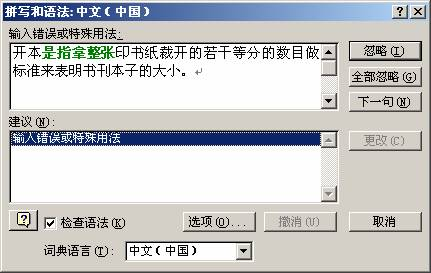 拼写和语法:中文(中国)
输入错误或特殊用法:
开本是指拿整张印书纸裁开的若干等分的数目做
标准来表明书刊本子的大小。↵
忽略(I)
全部忽略(G)
下一句(N)
建议(N):
输入错误或特殊用法
更改(C)
检查语法(K)
选项(O)...
撤消(U)
取消
词典语言(T):
中文(中国)